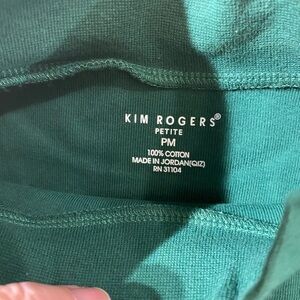 KIM ROGERS®
PETITE
PM
100% COTTON
MADE IN JORDAN(QIZ)
RN 31104